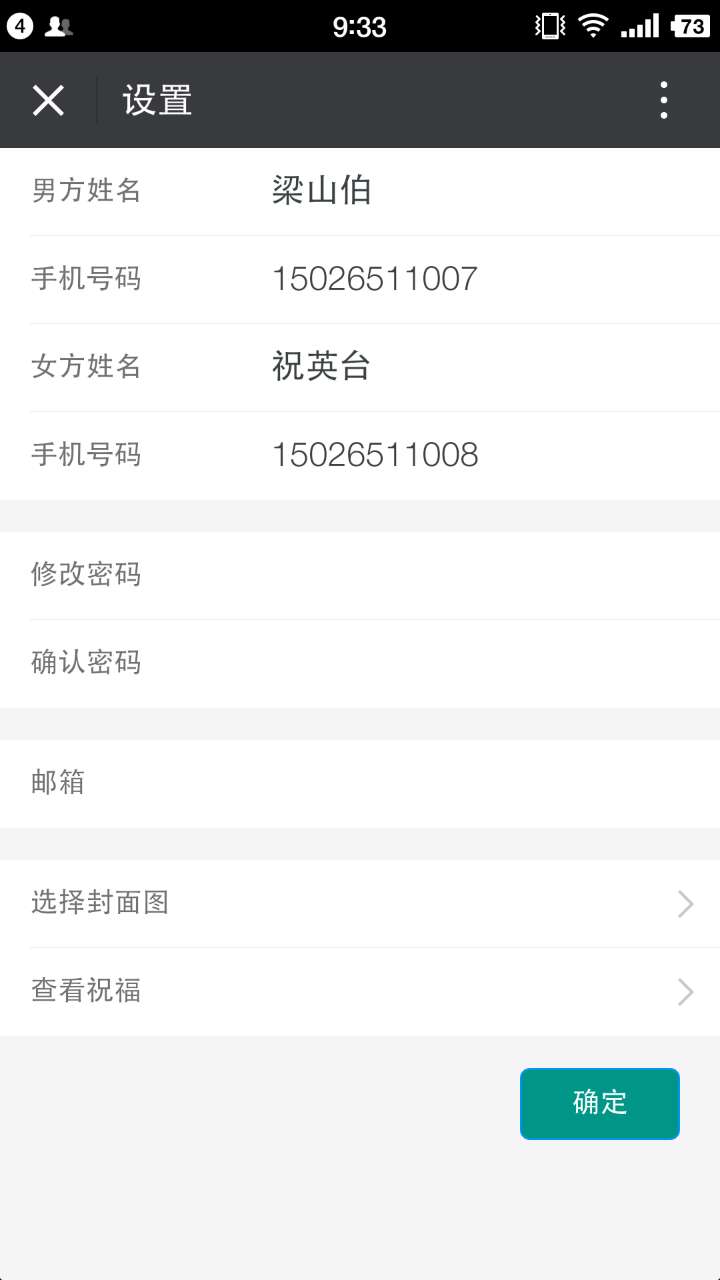 4 9:33 73
设置
男方姓名 梁山伯
手机号码 15026511007
女方姓名 祝英台
手机号码 15026511008
修改密码
确认密码
邮箱
选择封面图
查看祝福
确定